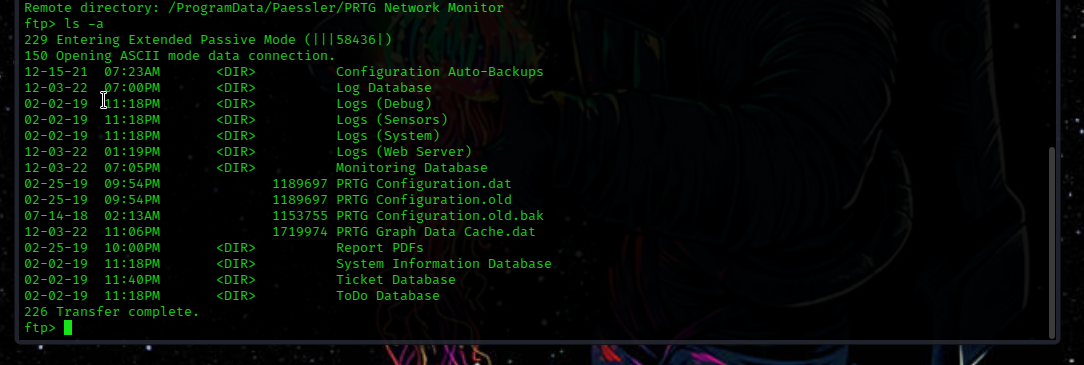 Remote directory: /ProgramData/Paessler/PRTG Network Monitor
ftp> ls -a
229 Entering Extended Passive Mode (|||58436|)
150 Opening ASCII mode data connection.
12-15-21  07:23AM       <DIR>          Configuration Auto-Backups
12-03-22  07:00PM       <DIR>          Log Database
02-02-19  11:18PM       <DIR>          Logs (Debug)
02-02-19  11:18PM       <DIR>          Logs (Sensors)
02-02-19  11:18PM       <DIR>          Logs (System)
12-03-22  01:19PM       <DIR>          Logs (Web Server)
12-03-22  07:05PM       <DIR>          Monitoring Database
02-25-19  09:54PM              1189697 PRTG Configuration.dat
02-25-19  09:54PM              1189697 PRTG Configuration.old
07-14-18  02:13AM              1153755 PRTG Configuration.old.bak
12-03-22  11:06PM              1719974 PRTG Graph Data Cache.dat
02-25-19  10:00PM       <DIR>          Report PDFs
02-02-19  11:18PM       <DIR>          System Information Database
02-02-19  11:40PM       <DIR>          Ticket Database
02-02-19  11:18PM       <DIR>          ToDo Database
226 Transfer complete.
ftp>